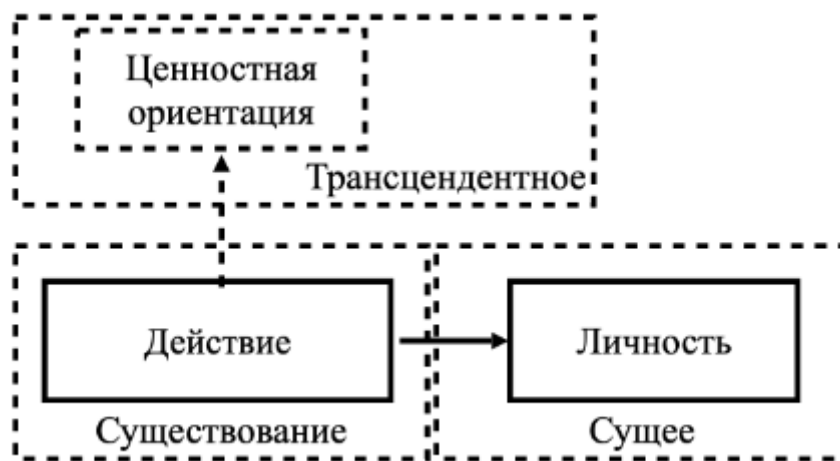 Ценностная
ориентация
Трансцендентное
Действие
Личность
Существование
Сущее